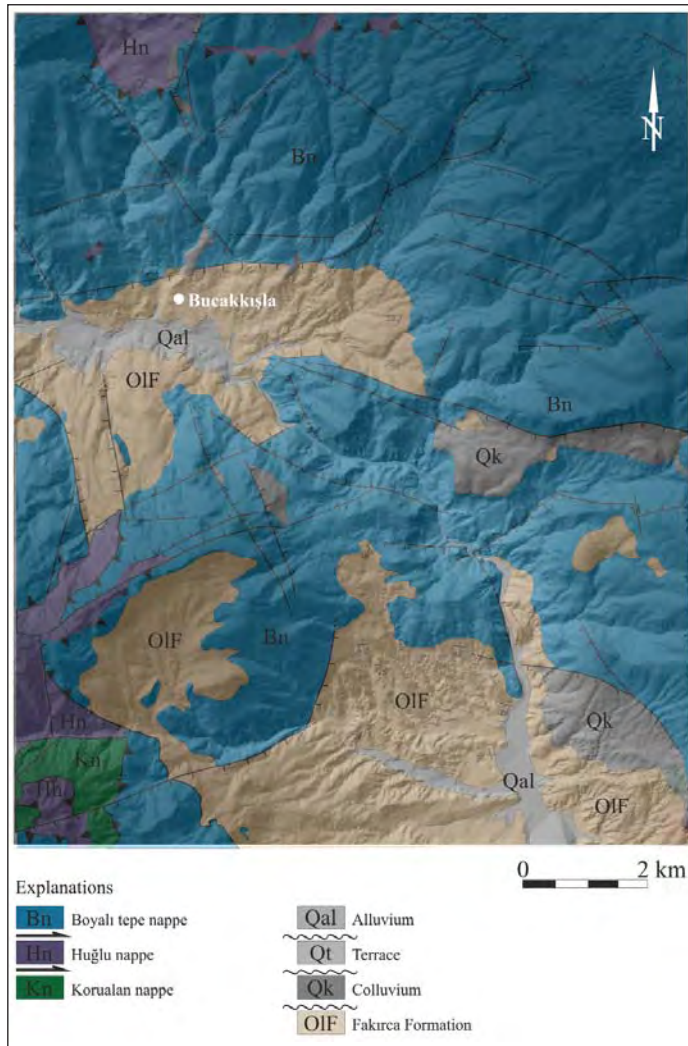 Hn
N
Bn
Bucakkışla
Qal
OlF
Bn
Qk
OlF
Bn
OlF
Qk
Hn
Kn
Qal
OlF
Hn
0 2 km
Explanations
Bn Boyalı tepe nappe
Hn Huğlu nappe
Kn Korualan nappe
Qal Alluvium
Qt Terrace
Qk Colluvium
OlF Fakırca Formation